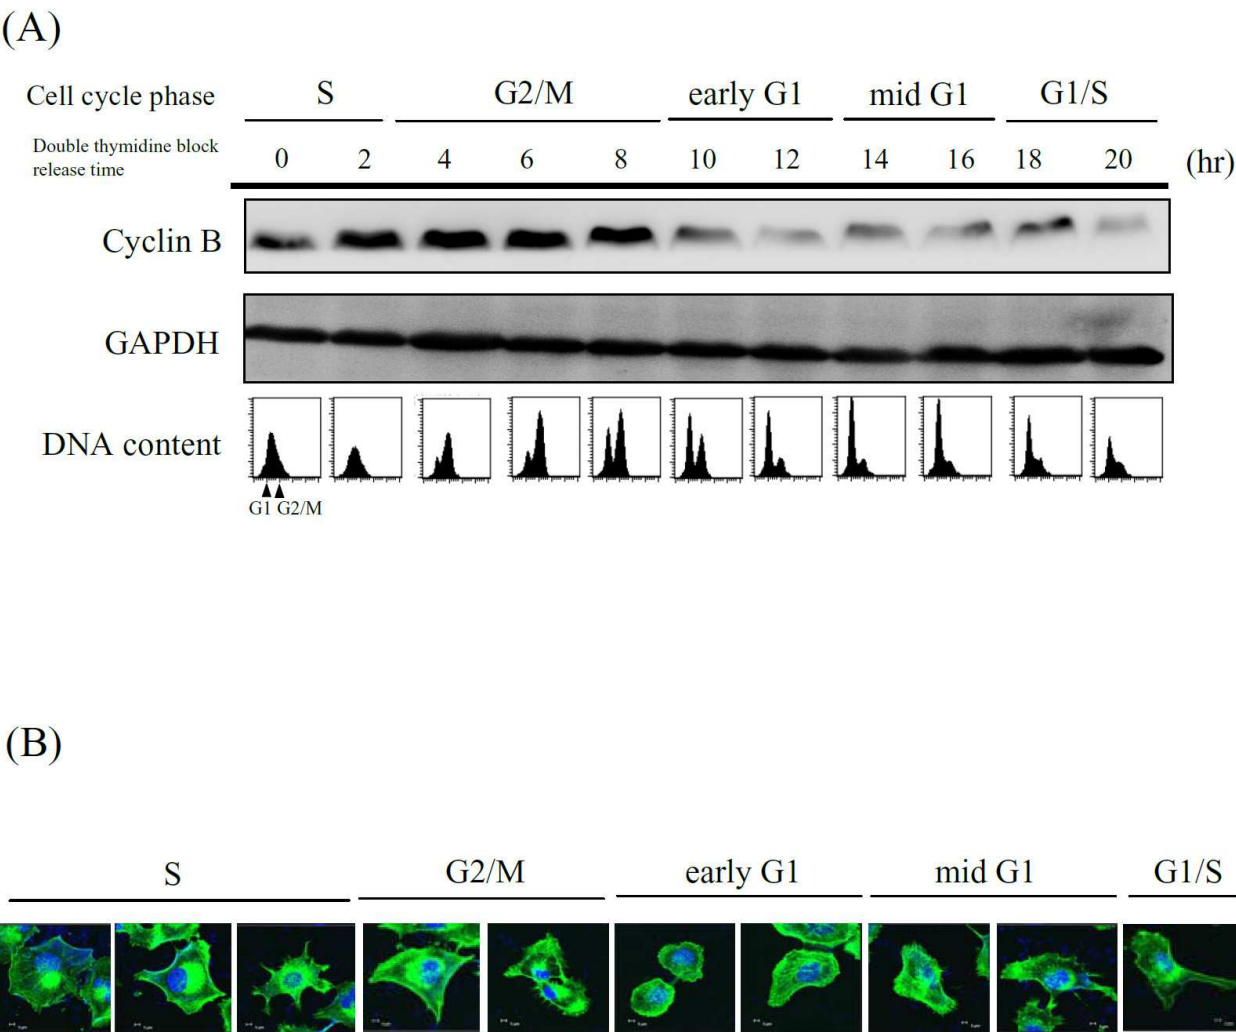 (A)
Cell cycle phase S G2/M early G1 mid G1 G1/S
Double thymidine block
release time 0 2 4 6 8 10 12 14 16 18 20 (hr)
Cyclin B
GAPDH
DNA content
G1 G2/M
(B)
S G2/M early G1 mid G1 G1/S